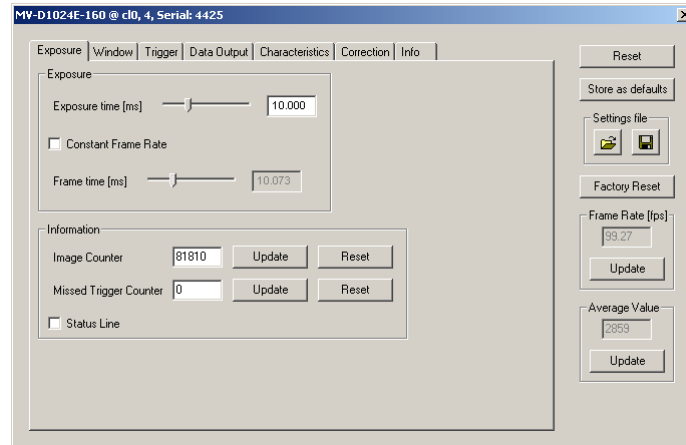 MV-D1024E-160 @ cl0, 4, Serial: 4425
Exposure Window Trigger Data Output Characteristics Correction Info
Exposure
Exposure time [ms] 10.000
Constant Frame Rate
Frame time [ms] 10.073
Information
Image Counter 81810 Update Reset
Missed Trigger Counter 0 Update Reset
Status Line
Reset
Store as defaults
Settings file
Factory Reset
Frame Rate [fps]
99.27
Update
Average Value
2859
Update